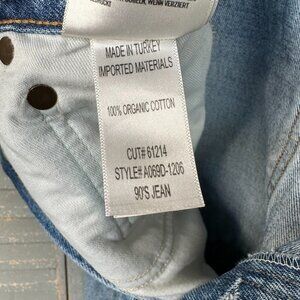 WENN VERZIERT
MADE IN TURKEY
IMPORTED MATERIALS
100% ORGANIC COTTON
CUT# 61214
STYLE# A069D-1206
90'S JEAN